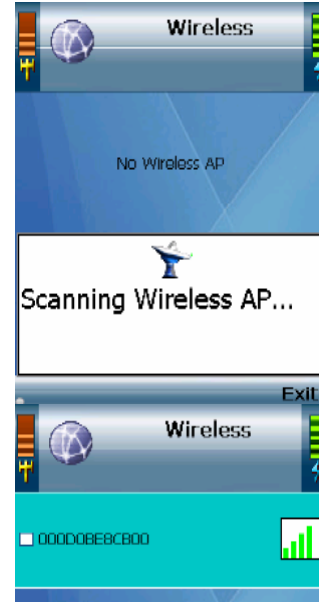 Wireless
No Wireless AP
Scanning Wireless AP...
Exit
Wireless
000D0BE8CB00